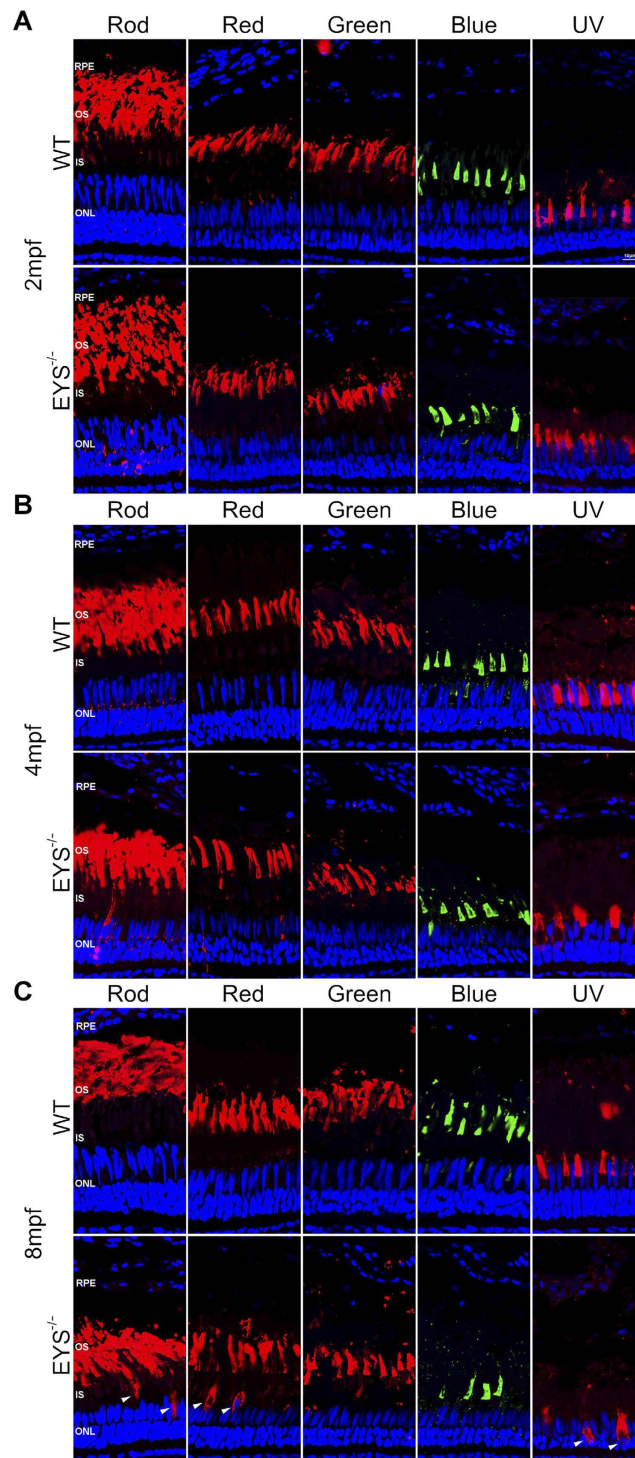 A
Rod Red Green Blue UV
2mpf
WT
RPE
OS
IS
ONL
10μm
EYS-/-
RPE
OS
IS
ONL
B
Rod Red Green Blue UV
4mpf
WT
RPE
OS
IS
ONL
EYS-/-
RPE
OS
IS
ONL
C
Rod Red Green Blue UV
8mpf
WT
RPE
OS
IS
ONL
EYS-/-
RPE
OS
IS
ONL